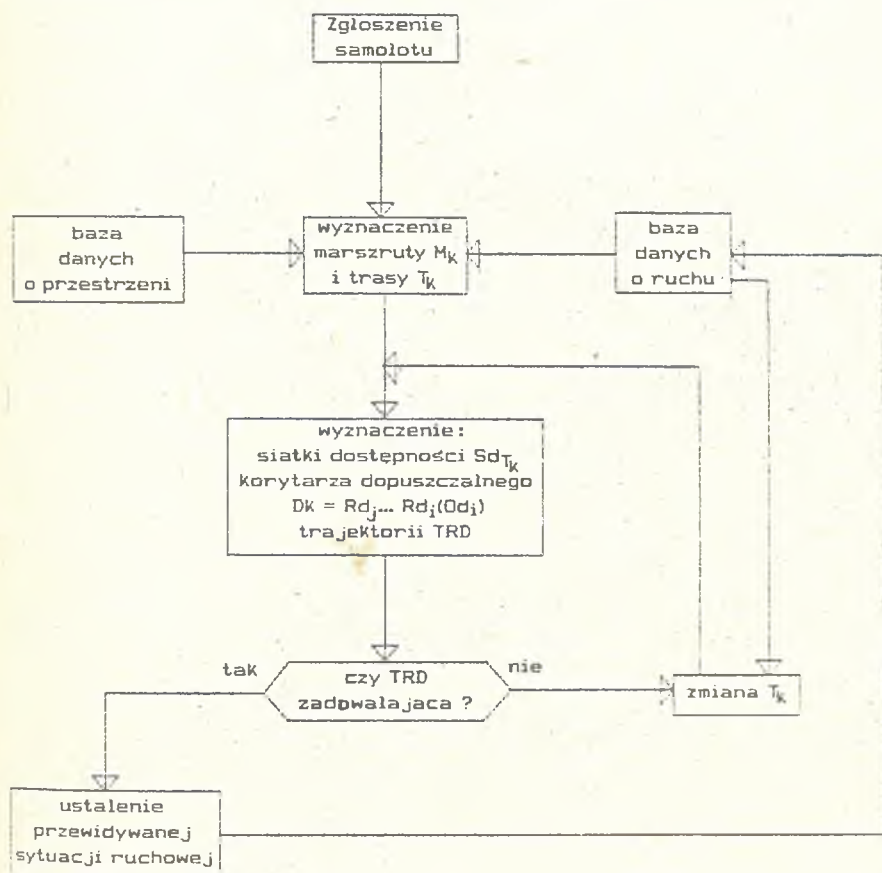 Zgłoszenie
samolotu
baza
danych
o przestrzeni
wyznaczenie
marszruty Mk
i trasy Tk
baza
danych
o ruchu
wyznaczenie:
siatki dostępności SdTk
korytarza dopuszczalnego
Dk = Rdj... Rdi(Odi)
trajektorii TRD
tak
czy TRD
zadowalajaca ?
nie
zmiana Tk
ustalenie
przewidywanej
sytuacji ruchowej